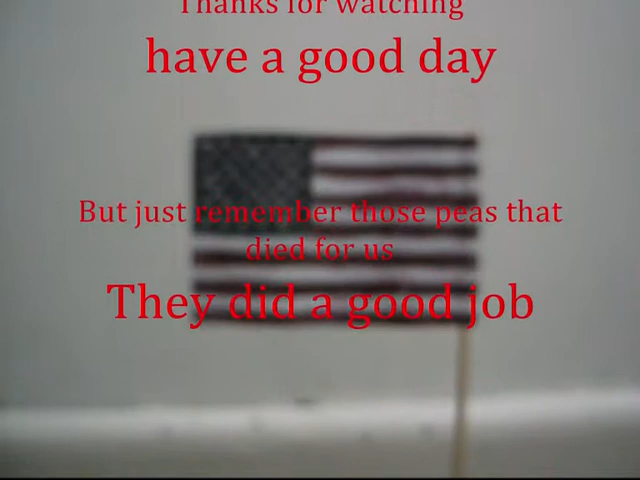 Thanks for watching
have a good day
But just remember those peas that
died for us
They did a good job